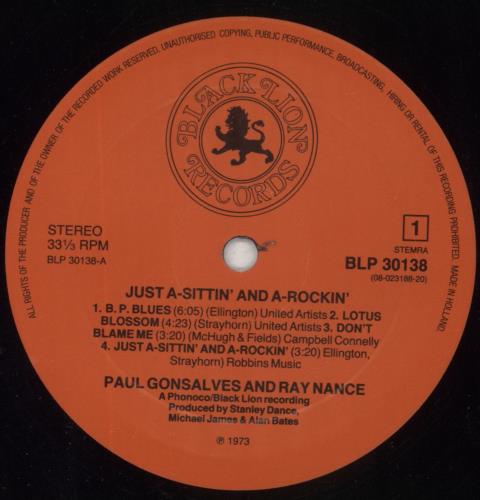 ALL RIGHTS OF THE PRODUCER AND OF THE OWNER OF THE RECORDED WORK RESERVED. UNAUTHORISED COPYING, PUBLIC PERFORMANCE, BROADCASTING, HIRING OR RENTAL OF THIS RECORDING PROHIBITED. MADE IN HOLLAND.
BLACK LION
RECORDS
STEREO
33⅓ RPM
BLP 30138-A
1
STEMRA
BLP 30138
(08-023188-20)
JUST A-SITTIN' AND A-ROCKIN'
1. B. P. BLUES (6:05) (Ellington) United Artists 2. LOTUS
BLOSSOM (4:23) (Strayhorn) United Artists 3. DON'T
BLAME ME (3:20) (McHugh & Fields) Campbell Connelly
4. JUST A-SITTIN' AND A-ROCKIN' (3:20) Ellington,
Strayhorn) Robbins Music
PAUL GONSALVES AND RAY NANCE
A Phonoco/Black Lion recording
Produced by Stanley Dance,
Michael James & Alan Bates
℗ 1973